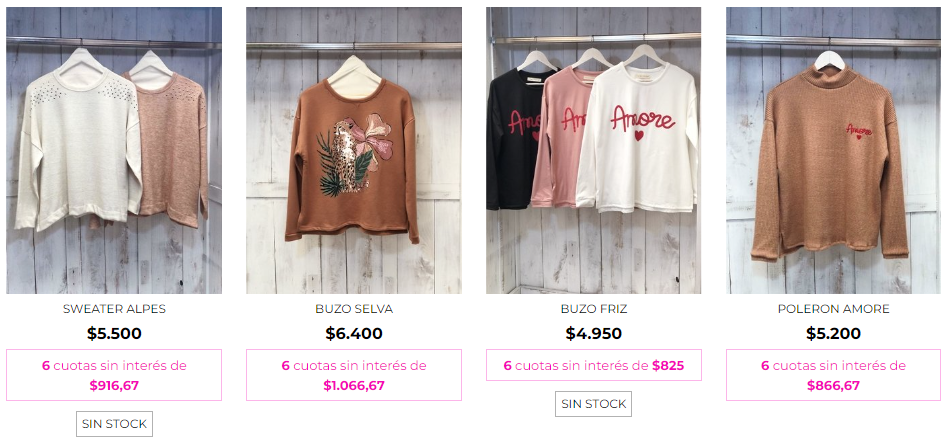 Amore
Am
Amore
Amore
SWEATER ALPES
$5.500
6 cuotas sin interés de
$916,67
SIN STOCK
BUZO SELVA
$6.400
6 cuotas sin interés de
$1.066,67
BUZO FRIZ
$4.950
6 cuotas sin interés de $825
SIN STOCK
POLERON AMORE
$5.200
6 cuotas sin interés de
$866,67